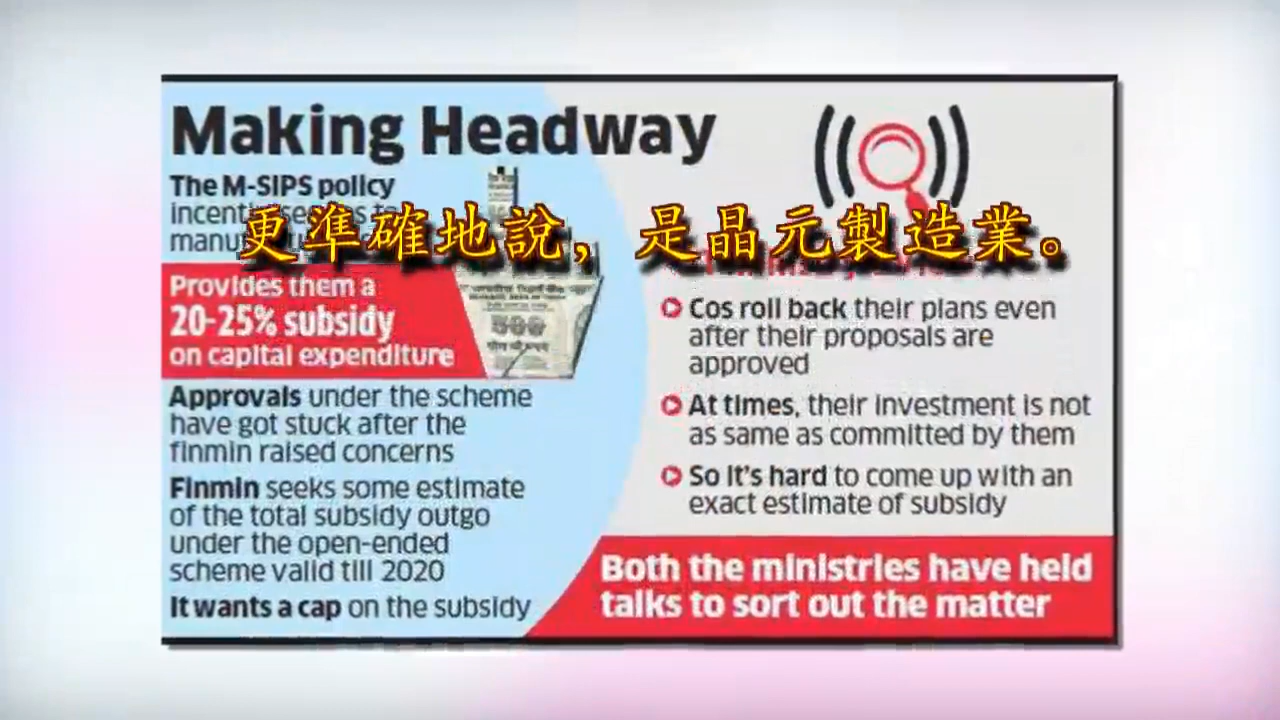 Making Headway
The M-SIPS policy
更準確地說，是晶元製造業。
Provides them a
20-25% subsidy
on capital expenditure
Approvals under the scheme
have got stuck after the
finmin raised concerns
Finmin seeks some estimate
of the total subsidy outgo
under the open-ended
scheme valid till 2020
It wants a cap on the subsidy
500
Cos roll back their plans even
after their proposals are
approved
At times, their investment is not
as same as committed by them
So it's hard to come up with an
exact estimate of subsidy
Both the ministries have held
talks to sort out the matter